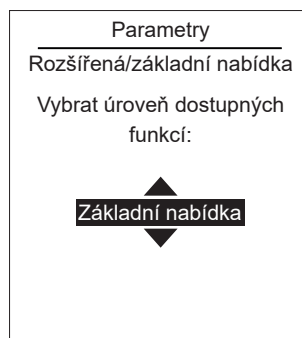 Parametry
Rozšířená/základní nabídka
Vybrat úroveň dostupných
funkcí:
Základní nabídka